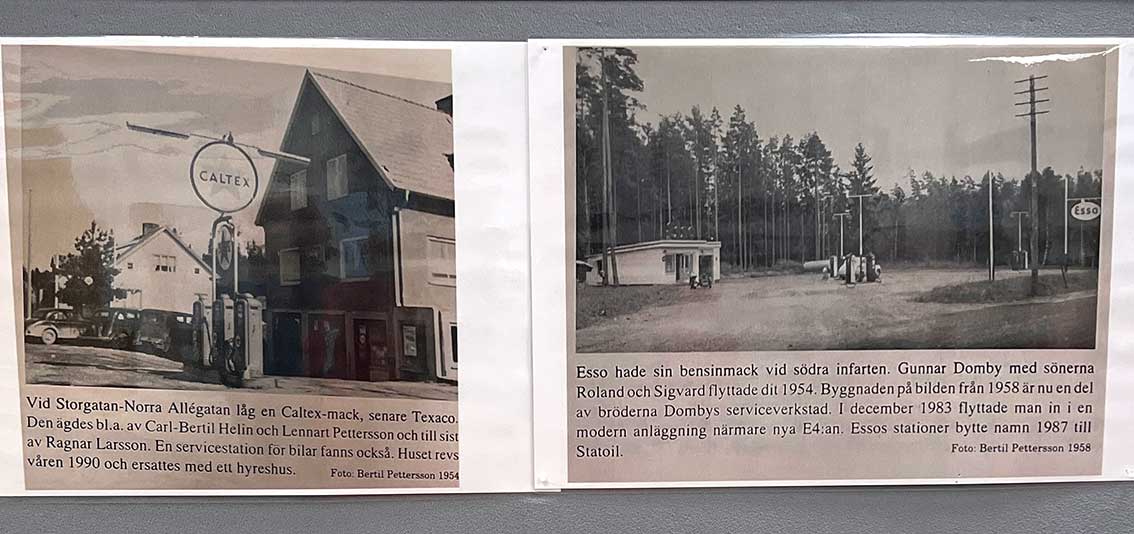 CALTEX
Vid Storgatan-Norra Allégatan låg en Caltex-mack, senare Texaco.
Den ägdes bl.a. av Carl-Bertil Helin och Lennart Pettersson och till sist
av Ragnar Larsson. En servicestation för bilar fanns också. Huset revs
våren 1990 och ersattes med ett hyreshus.
Foto: Bertil Pettersson 1954
Esso
Esso hade sin bensinmack vid södra infarten. Gunnar Domby med sönerna
Roland och Sigvard flyttade dit 1954. Byggnaden på bilden från 1958 är nu en del
av bröderna Dombys serviceverkstad. I december 1983 flyttade man in i en
modern anläggning närmare nya E4:an. Essos stationer bytte namn 1987 till
Statoil.
Foto: Bertil Pettersson 1958